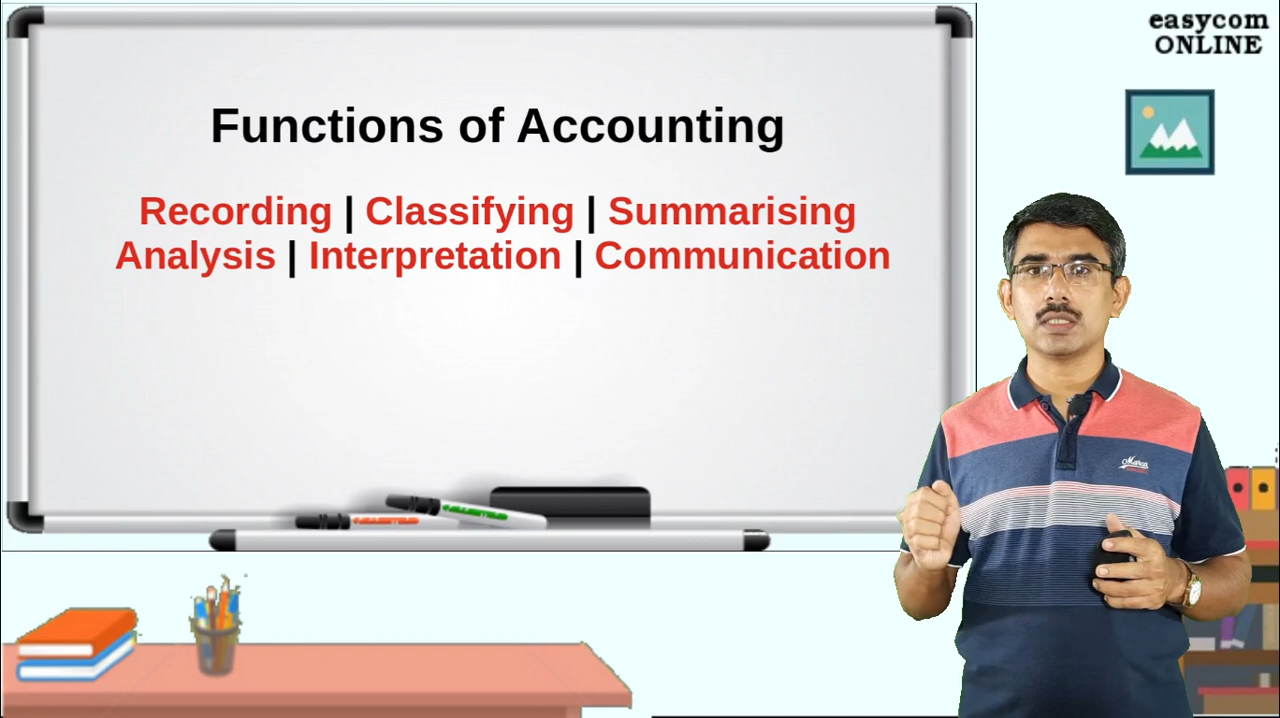 easycom
ONLINE
Functions of Accounting
Recording | Classifying | Summarising
Analysis | Interpretation | Communication